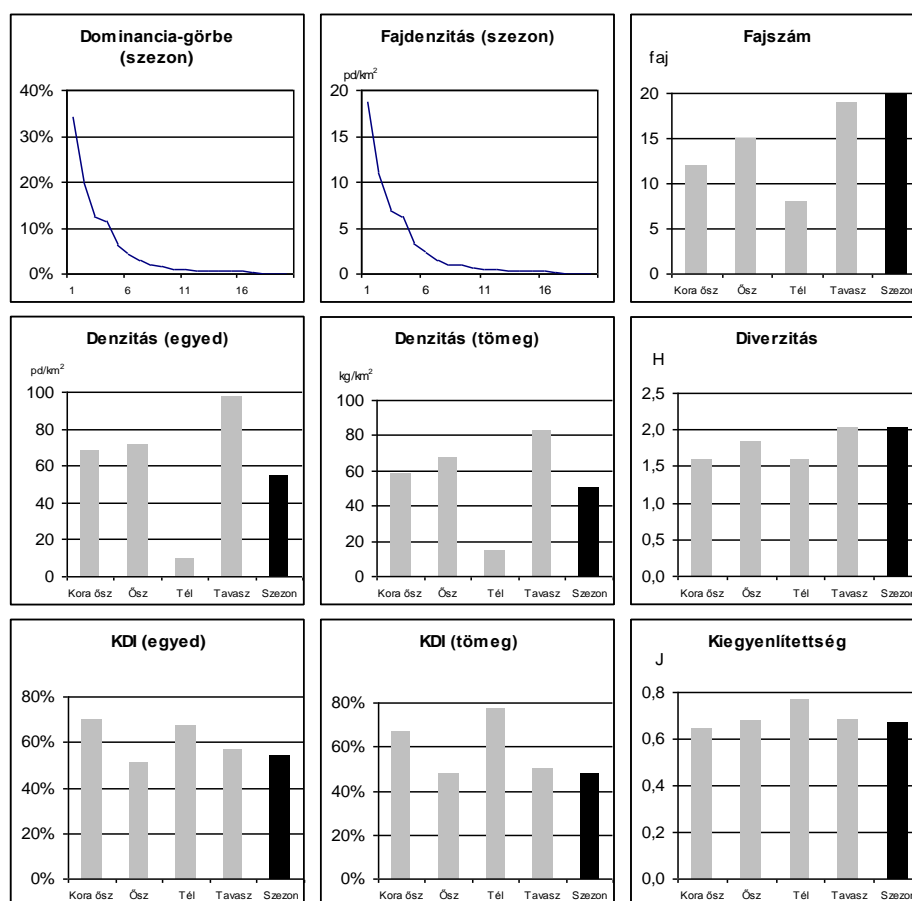 Dominancia-görbe
(szezon)
40%
30%
20%
10%
0%
1 6 11 16
Fajdenzitás (szezon)
pd/km²
20
15
10
5
0
1 6 11 16
Fajszám
faj
20
15
10
5
0
Kora ősz Ősz Tél Tavasz Szezon
Denzitás (egyed)
pd/km²
100
80
60
40
20
0
Kora ősz Ősz Tél Tavasz Szezon
Denzitás (tömeg)
kg/km²
100
80
60
40
20
0
Kora ősz Ősz Tél Tavasz Szezon
Diverzitás
H
2,5
2,0
1,5
1,0
0,5
0,0
Kora ősz Ősz Tél Tavasz Szezon
KDI (egyed)
80%
60%
40%
20%
0%
Kora ősz Ősz Tél Tavasz Szezon
KDI (tömeg)
80%
60%
40%
20%
0%
Kora ősz Ősz Tél Tavasz Szezon
Kiegyenlítettség
J
0,8
0,6
0,4
0,2
0,0
Kora ősz Ősz Tél Tavasz Szezon